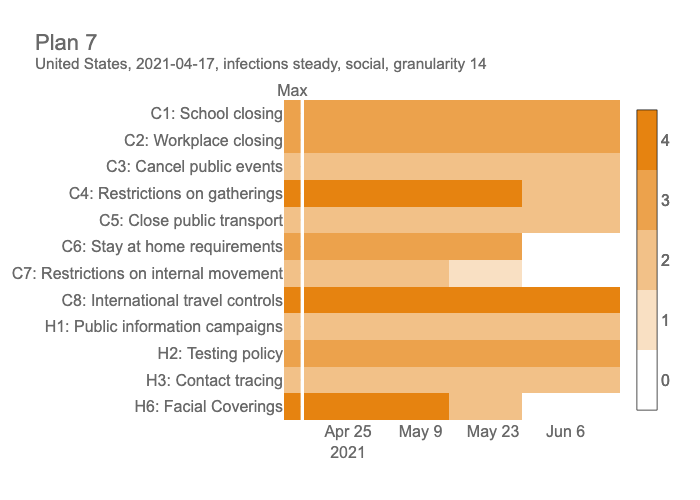 Plan 7
United States, 2021-04-17, infections steady, social, granularity 14
Max
C1: School closing
C2: Workplace closing
C3: Cancel public events
C4: Restrictions on gatherings
C5: Close public transport
C6: Stay at home requirements
C7: Restrictions on internal movement
C8: International travel controls
H1: Public information campaigns
H2: Testing policy
H3: Contact tracing
H6: Facial Coverings
Apr 25 May 9 May 23 Jun 6
2021
4
3
2
1
0